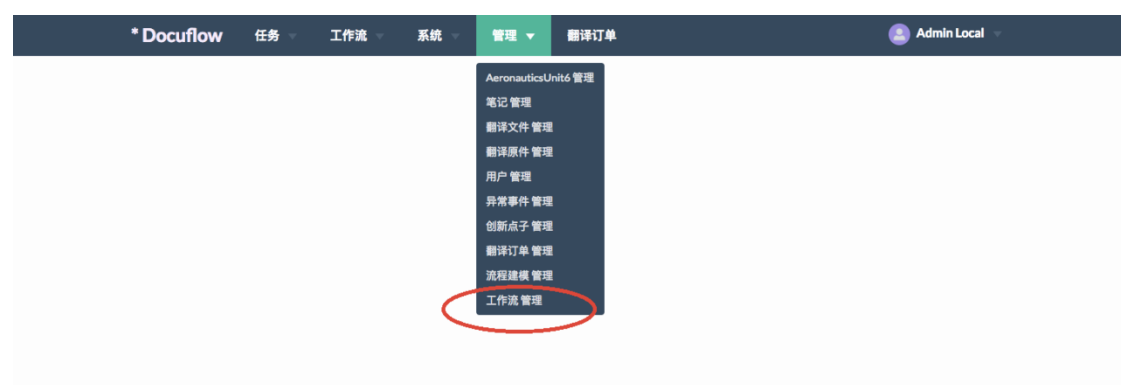 * Docuflow 任务 工作流 系统 管理 翻译订单 Admin Local
AeronauticsUnit6 管理
笔记 管理
翻译文件 管理
翻译原件 管理
用户 管理
异常事件 管理
创新点子 管理
翻译订单 管理
流程建模 管理
工作流 管理